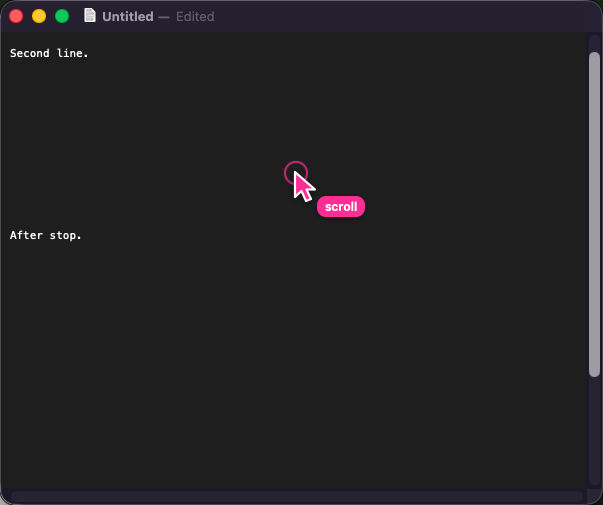 Untitled — Edited
Second line.
scroll
After stop.